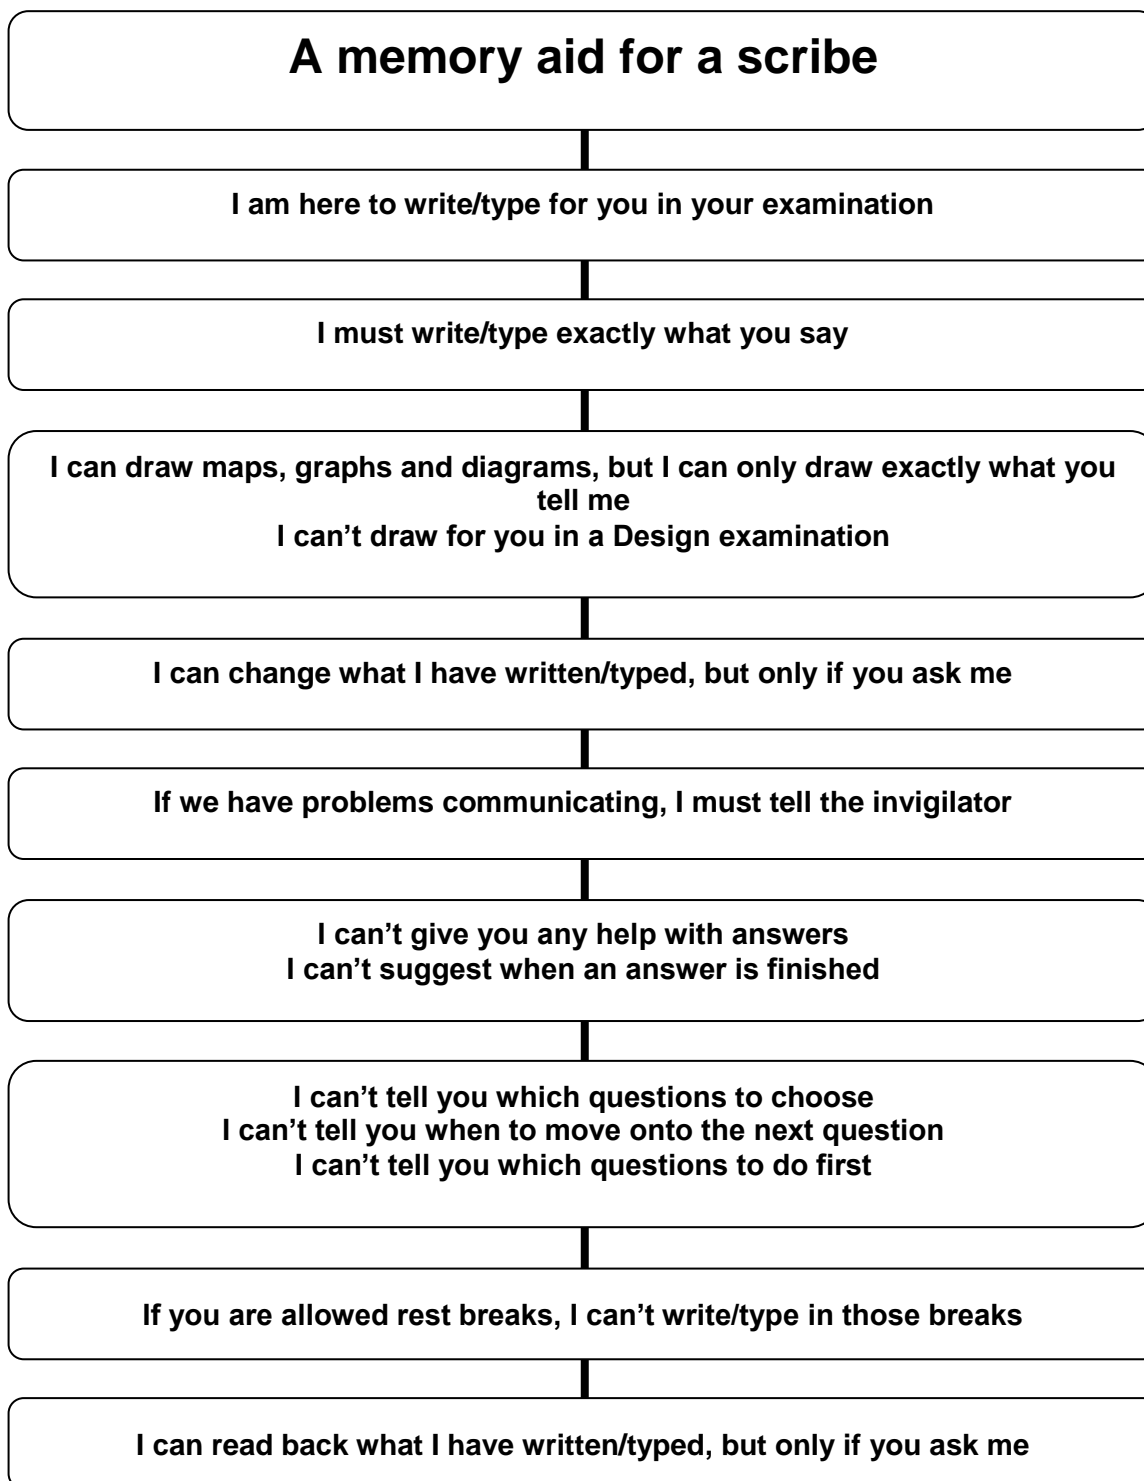 A memory aid for a scribe
I am here to write/type for you in your examination
I must write/type exactly what you say
I can draw maps, graphs and diagrams, but I can only draw exactly what you
tell me
I can’t draw for you in a Design examination
I can change what I have written/typed, but only if you ask me
If we have problems communicating, I must tell the invigilator
I can’t give you any help with answers
I can’t suggest when an answer is finished
I can’t tell you which questions to choose
I can’t tell you when to move onto the next question
I can’t tell you which questions to do first
If you are allowed rest breaks, I can’t write/type in those breaks
I can read back what I have written/typed, but only if you ask me